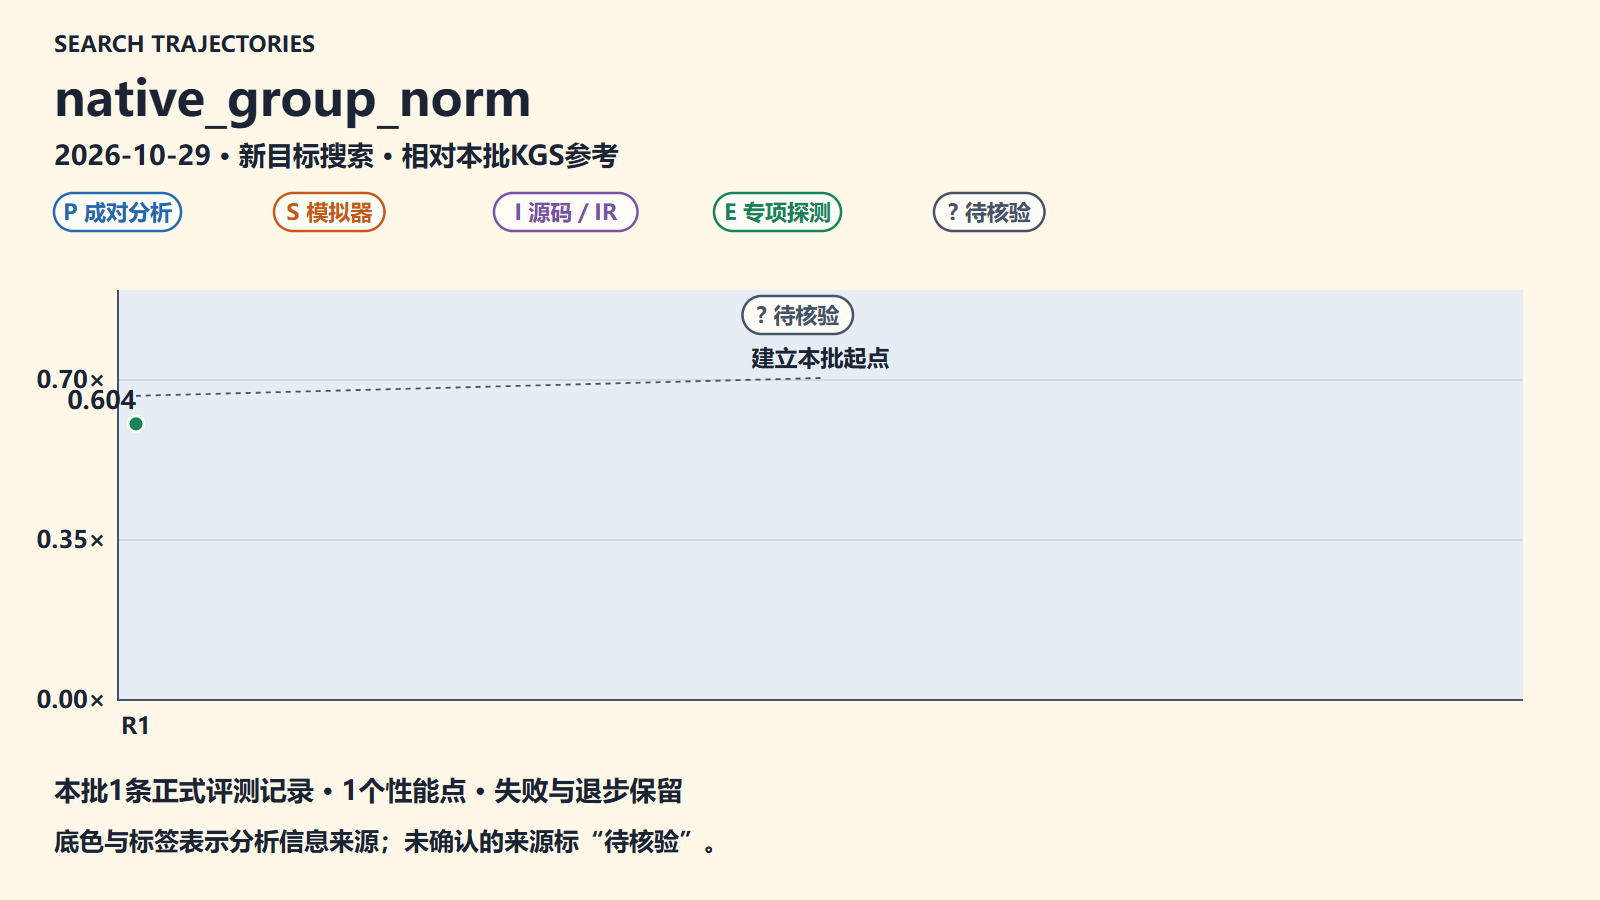 SEARCH TRAJECTORIES
native_group_norm
2026-10-29 • 新目标搜索 • 相对本批KGS参考
P 成对分析
S 模拟器
I 源码 / IR
E 专项探测
? 待核验
? 待核验
建立本批起点
0.70×
0.604
0.35×
0.00×
R1
本批1条正式评测记录 • 1个性能点 • 失败与退步保留
底色与标签表示分析信息来源；未确认的来源标“待核验”。